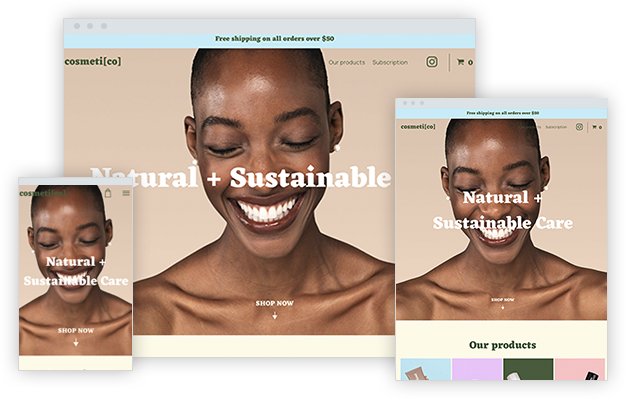 Free shipping on all orders over $50
cosmeti[co]
Our products
Subscription
0
Natural + Sustainable
SHOP NOW
Free shipping on all orders over $50
cosmeti[co]
Subscription
0
Natural +
Sustainable Care
SHOP NOW
Our products
cosmeti[co]
Natural +
Sustainable Care
SHOP NOW